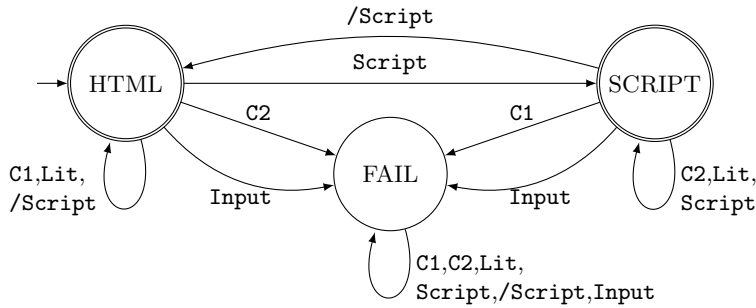 /Script
Script
HTML
SCRIPT
C2
C1
FAIL
C1,Lit,
/Script
Input
Input
C2,Lit,
Script
C1,C2,Lit,
Script,/Script,Input